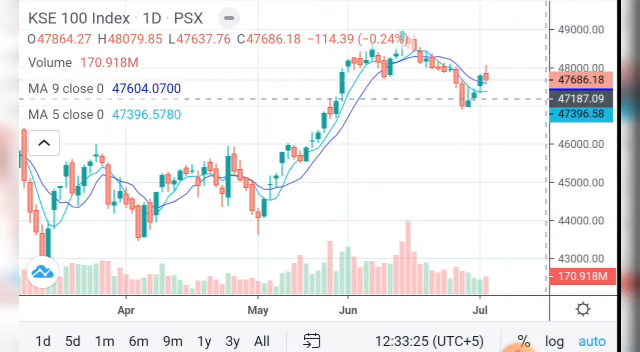 KSE 100 Index · 1D · PSX
O47864.27 H48079.85 L47637.76 C47686.18 −114.39 (−0.24%)
Volume 170.918M
MA 9 close 0 47604.0700
MA 5 close 0 47396.5780
49000.00
48000.00
47686.18
47187.09
47396.58
46000.00
45000.00
44000.00
43000.00
170.918M
Apr May Jun Jul
1d 5d 1m 6m 9m 1y 3y All 12:33:25 (UTC+5) % log auto